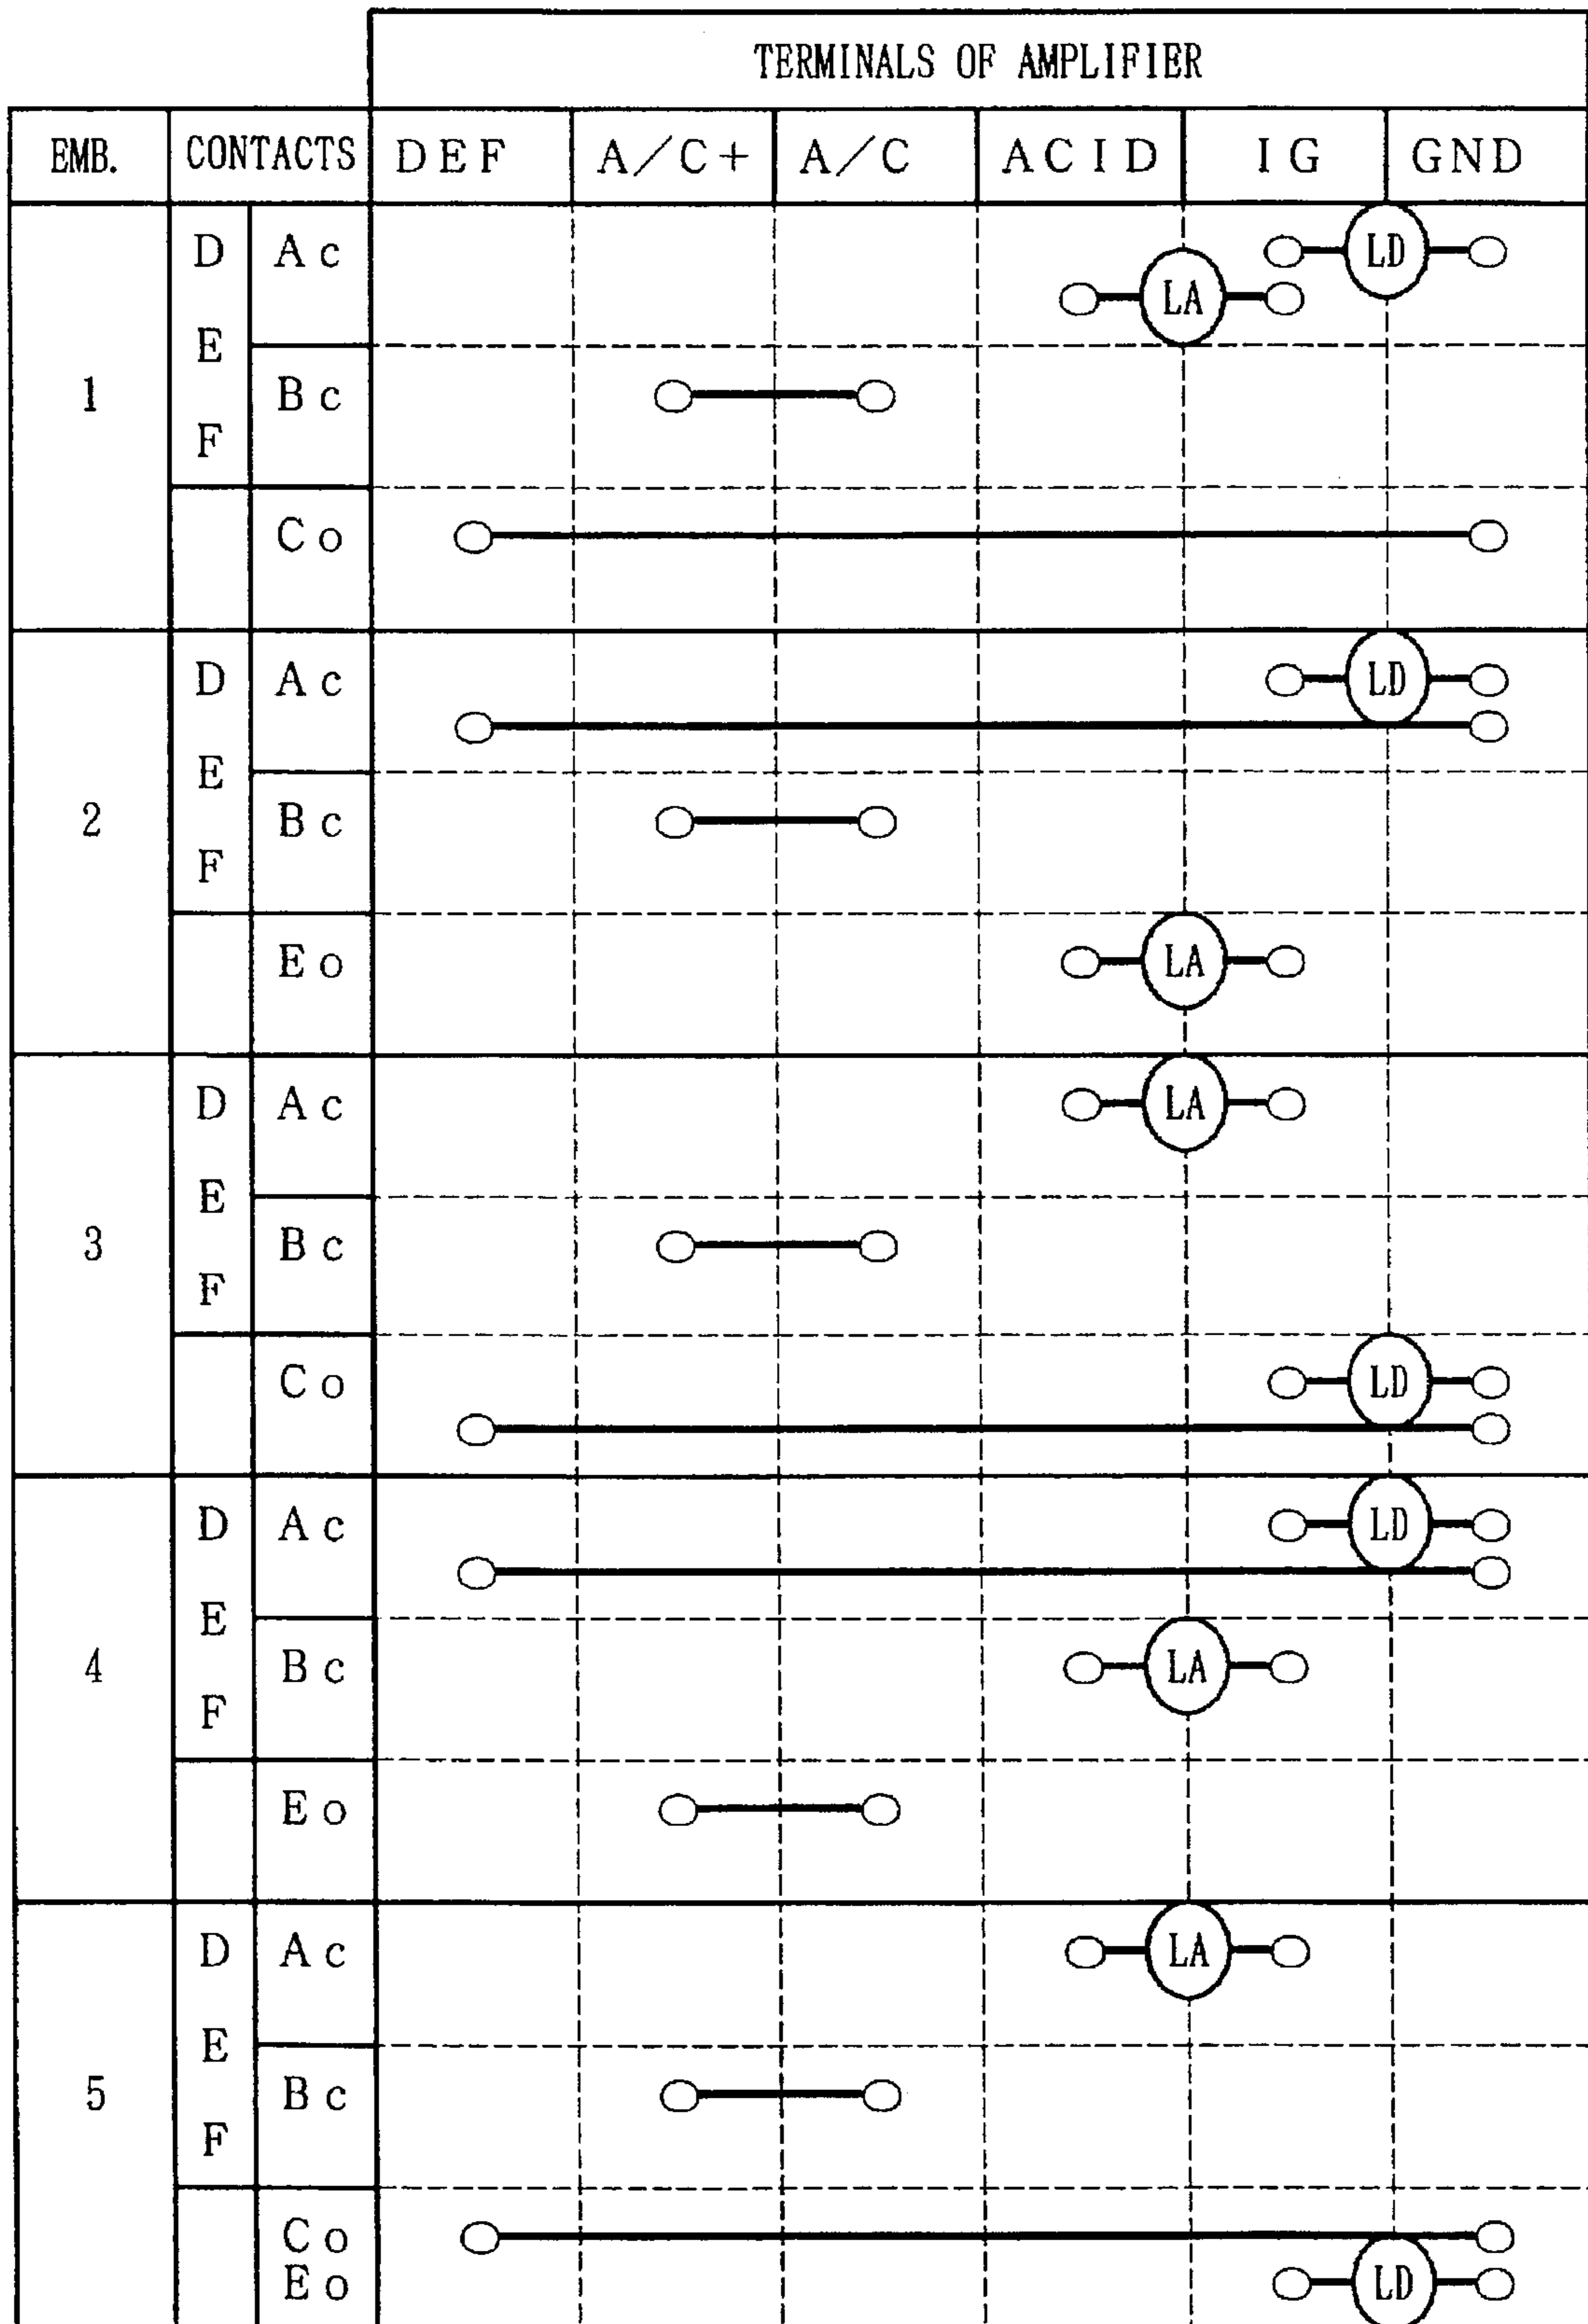 TERMINALS OF AMPLIFIER
EMB. CONTACTS DEF A/C+ A/C ACID IG GND
D Ac LD
LA
E
1 Bc
F
Co
D Ac LD
E
2 Bc
F
Eo LA
D Ac LA
E
3 Bc
F
Co LD
D Ac LD
E
4 Bc LA
F
Eo
D Ac LA
E
5 Bc
F
Co
Eo LD